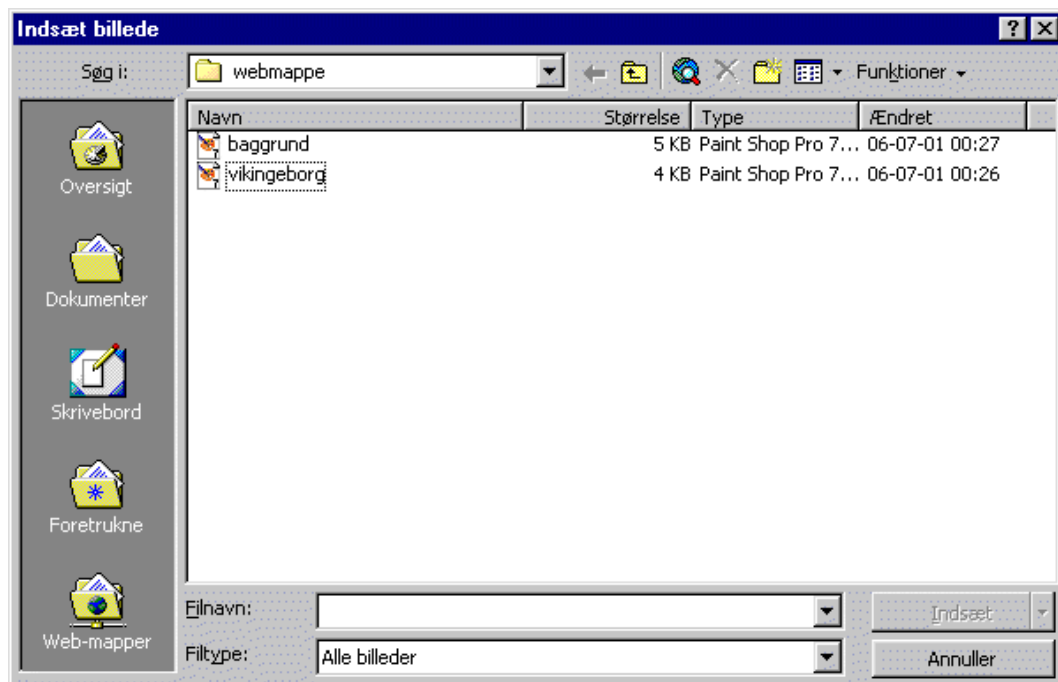 Indsæt billede
Søg i: webmappe Funktioner
Navn Størrelse Type Ændret
baggrund 5 KB Paint Shop Pro 7... 06-07-01 00:27
vikingeborg 4 KB Paint Shop Pro 7... 06-07-01 00:26
Oversigt
Dokumenter
Skrivebord
Foretrukne
Web-mapper
Filnavn: Indsæt
Filtype: Alle billeder Annuller